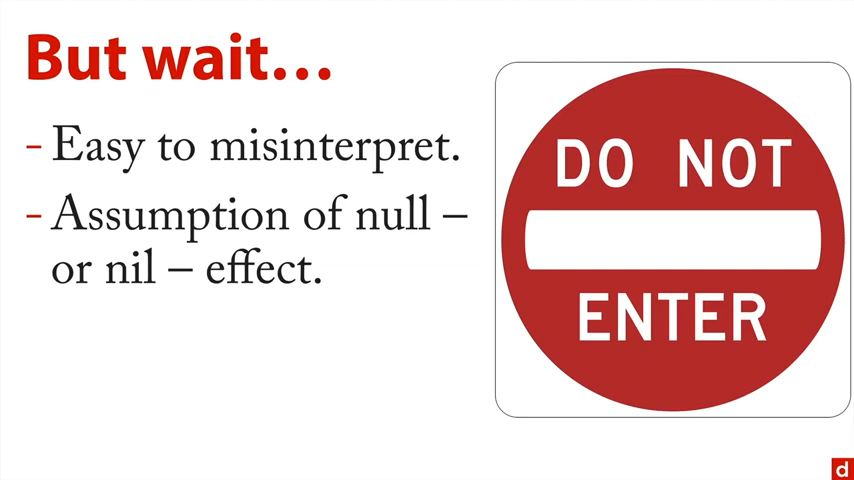 But wait…
- Easy to misinterpret.
- Assumption of null –
or nil – effect.
DO NOT
ENTER
d